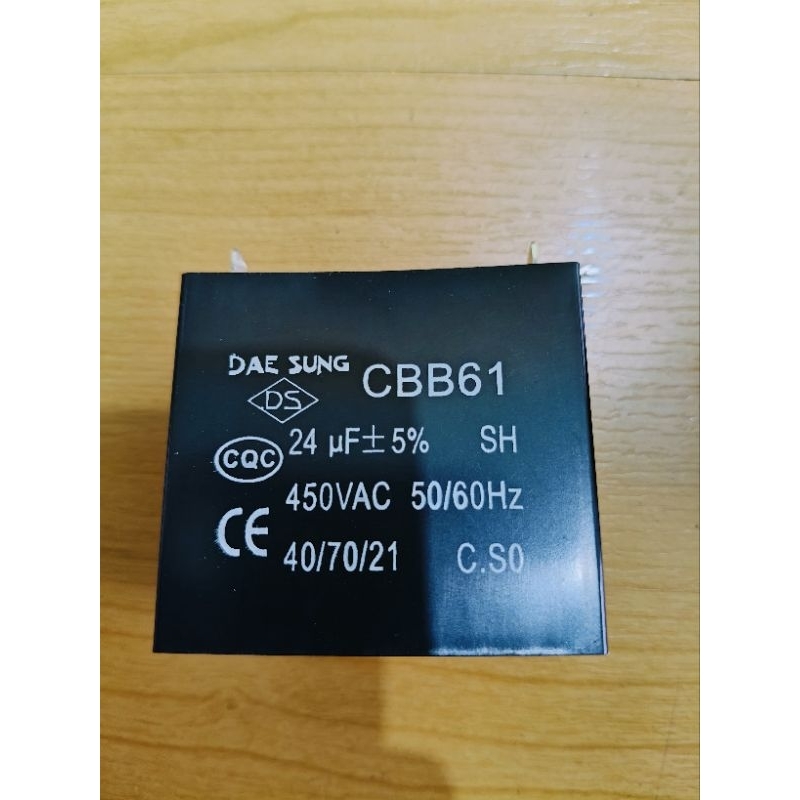 DAE SUNG CBB61
DS
24 µF±5% SH
CQC
450VAC 50/60Hz
CE
40/70/21 C.S0